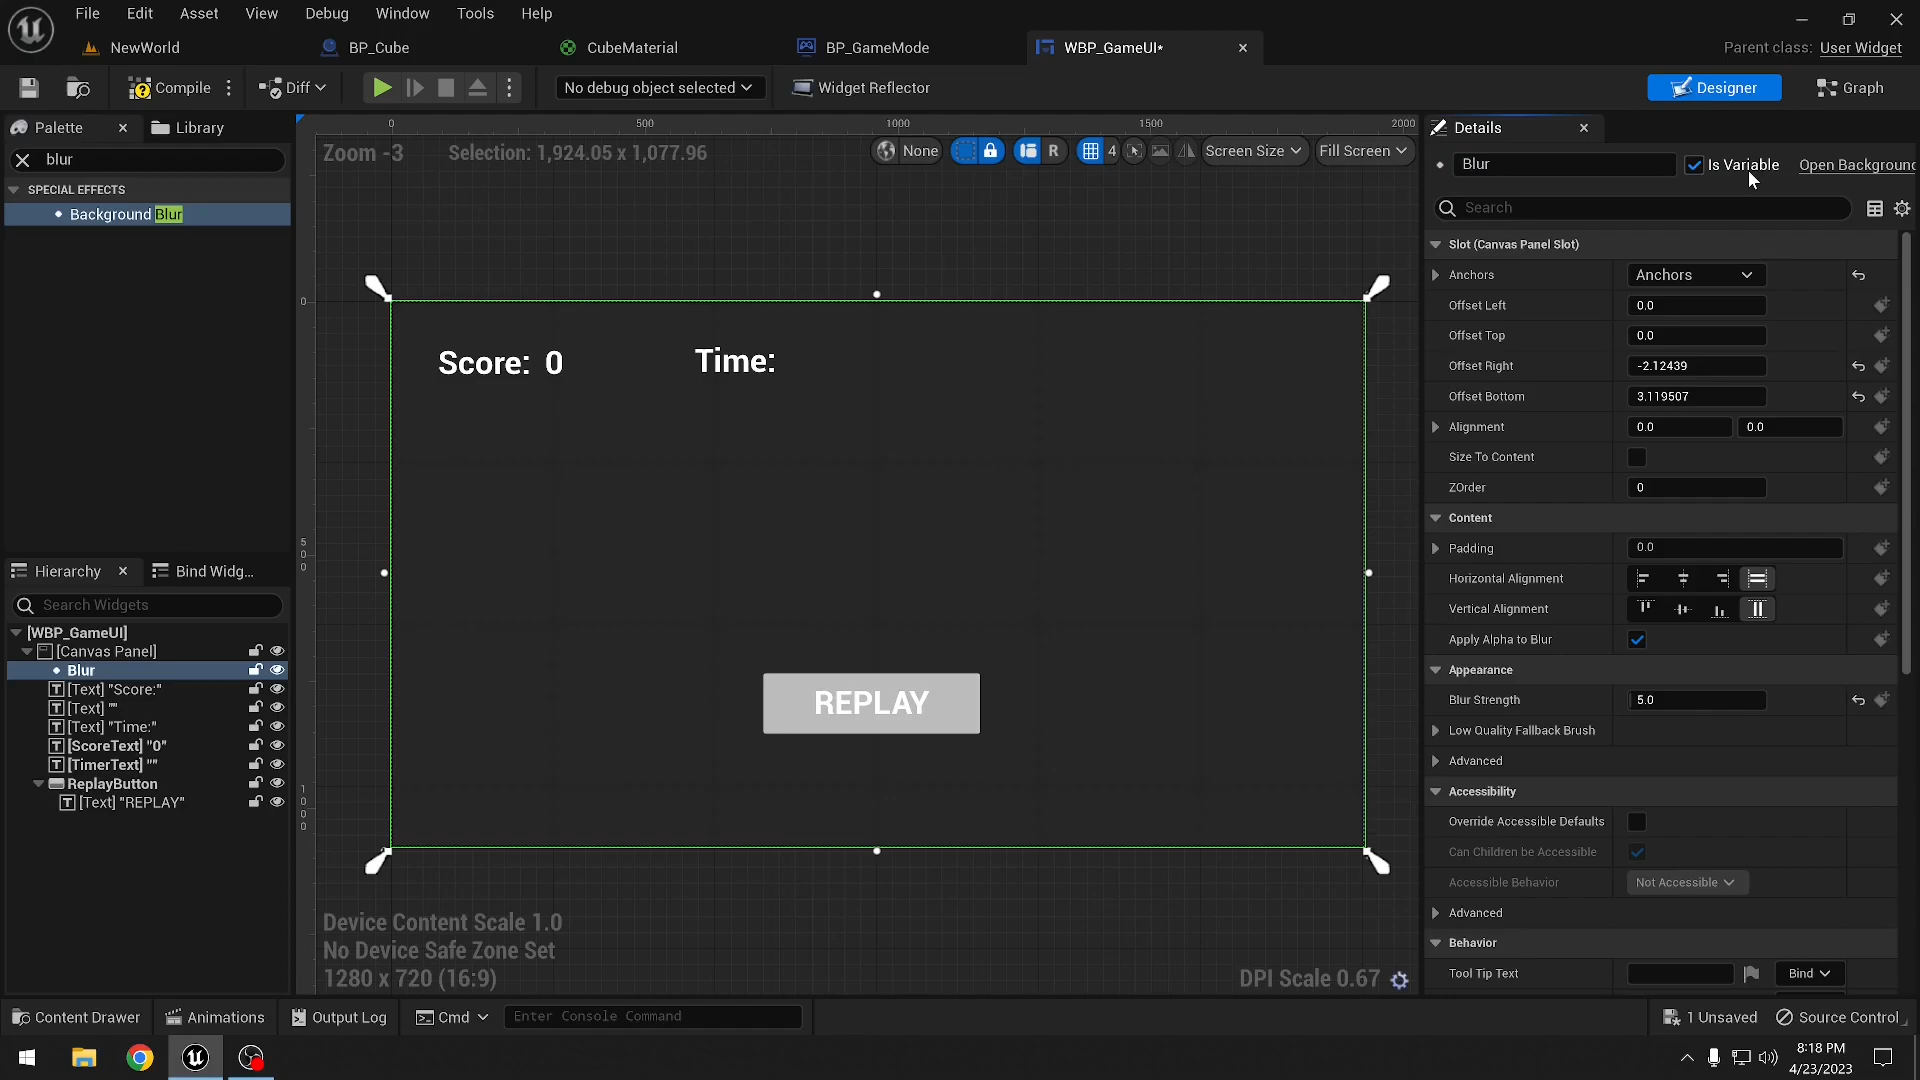 File Edit Asset View Debug Window Tools Help
NewWorld BP_Cube CubeMaterial BP_GameMode WBP_GameUI* Parent class: User Widget
Compile Diff No debug object selected Widget Reflector Designer Graph
Palette Library
blur
SPECIAL EFFECTS
Background Blur
Hierarchy Bind Widg...
Search Widgets
[WBP_GameUI]
[Canvas Panel]
Blur
[Text] "Score:"
[Text] ""
[Text] "Time:"
[ScoreText] "0"
[TimerText] ""
ReplayButton
[Text] "REPLAY"
0 500 1000 1500 2000
Zoom -3 Selection: 1,924.05 x 1,077.96 None R 4 Screen Size Fill Screen
0
500
1000
Score: 0 Time:
REPLAY
Device Content Scale 1.0
No Device Safe Zone Set
1280 x 720 (16:9) DPI Scale 0.67
Details
Blur Is Variable Open Background
Search
Slot (Canvas Panel Slot)
Anchors Anchors
Offset Left 0.0
Offset Top 0.0
Offset Right -2.12439
Offset Bottom 3.119507
Alignment 0.0 0.0
Size To Content
ZOrder 0
Content
Padding 0.0
Horizontal Alignment
Vertical Alignment
Apply Alpha to Blur
Appearance
Blur Strength 5.0
Low Quality Fallback Brush
Advanced
Accessibility
Override Accessible Defaults
Can Children be Accessible
Accessible Behavior Not Accessible
Advanced
Behavior
Tool Tip Text Bind
Content Drawer Animations Output Log Cmd Enter Console Command 1 Unsaved Source Control
8:18 PM
4/23/2023